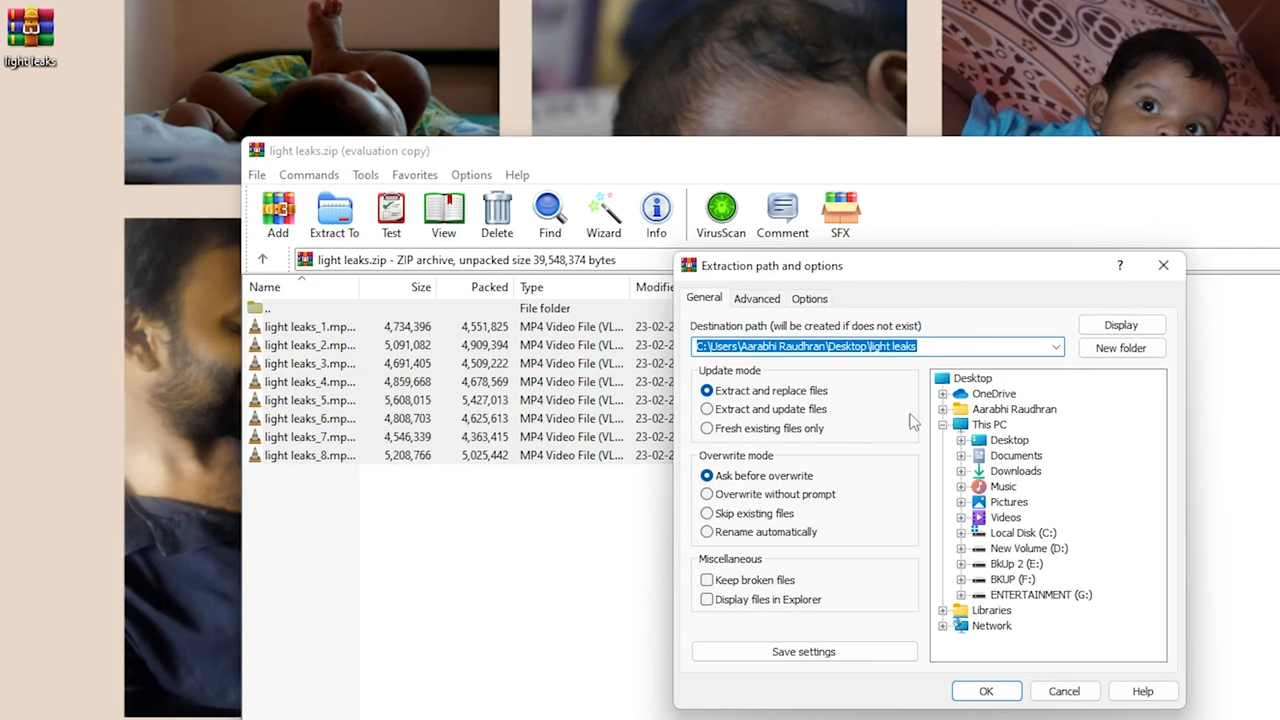 light leaks
light leaks.zip (evaluation copy)
File Commands Tools Favorites Options Help
Add Extract To Test View Delete Find Wizard Info VirusScan Comment SFX
light leaks.zip - ZIP archive, unpacked size 39,548,374 bytes
Name Size Packed Type Modifie
.. File folder
light leaks_1.mp... 4,734,396 4,551,825 MP4 Video File (VL... 23-02-2
light leaks_2.mp... 5,091,082 4,909,394 MP4 Video File (VL... 23-02-2
light leaks_3.mp... 4,691,405 4,509,222 MP4 Video File (VL... 23-02-2
light leaks_4.mp... 4,859,668 4,678,569 MP4 Video File (VL... 23-02-2
light leaks_5.mp... 5,608,015 5,427,013 MP4 Video File (VL... 23-02-2
light leaks_6.mp... 4,808,703 4,625,613 MP4 Video File (VL... 23-02-2
light leaks_7.mp... 4,546,339 4,363,415 MP4 Video File (VL... 23-02-2
light leaks_8.mp... 5,208,766 5,025,442 MP4 Video File (VL... 23-02-2
Extraction path and options ?
General Advanced Options
Destination path (will be created if does not exist)
Display
C:\Users\Aarabhi Raudhran\Desktop\light leaks
New folder
Update mode
Extract and replace files
Extract and update files
Fresh existing files only
Overwrite mode
Ask before overwrite
Overwrite without prompt
Skip existing files
Rename automatically
Miscellaneous
Keep broken files
Display files in Explorer
Save settings
Desktop
OneDrive
Aarabhi Raudhran
This PC
Desktop
Documents
Downloads
Music
Pictures
Videos
Local Disk (C:)
New Volume (D:)
BkUp 2 (E:)
BKUP (F:)
ENTERTAINMENT (G:)
Libraries
Network
OK Cancel Help